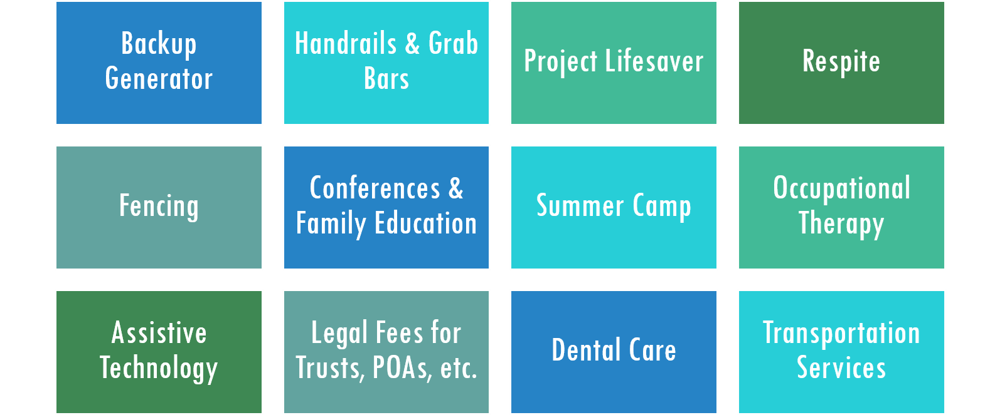 Backup
Generator
Handrails & Grab
Bars
Project Lifesaver
Respite
Fencing
Conferences &
Family Education
Summer Camp
Occupational
Therapy
Assistive
Technology
Legal Fees for
Trusts, POAs, etc.
Dental Care
Transportation
Services